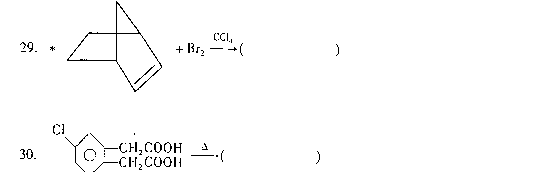 29. * + Br₂ —CCl₄→ ( )
Cl
30. CH₂COOH
CH₂COOH —Δ→ ( )